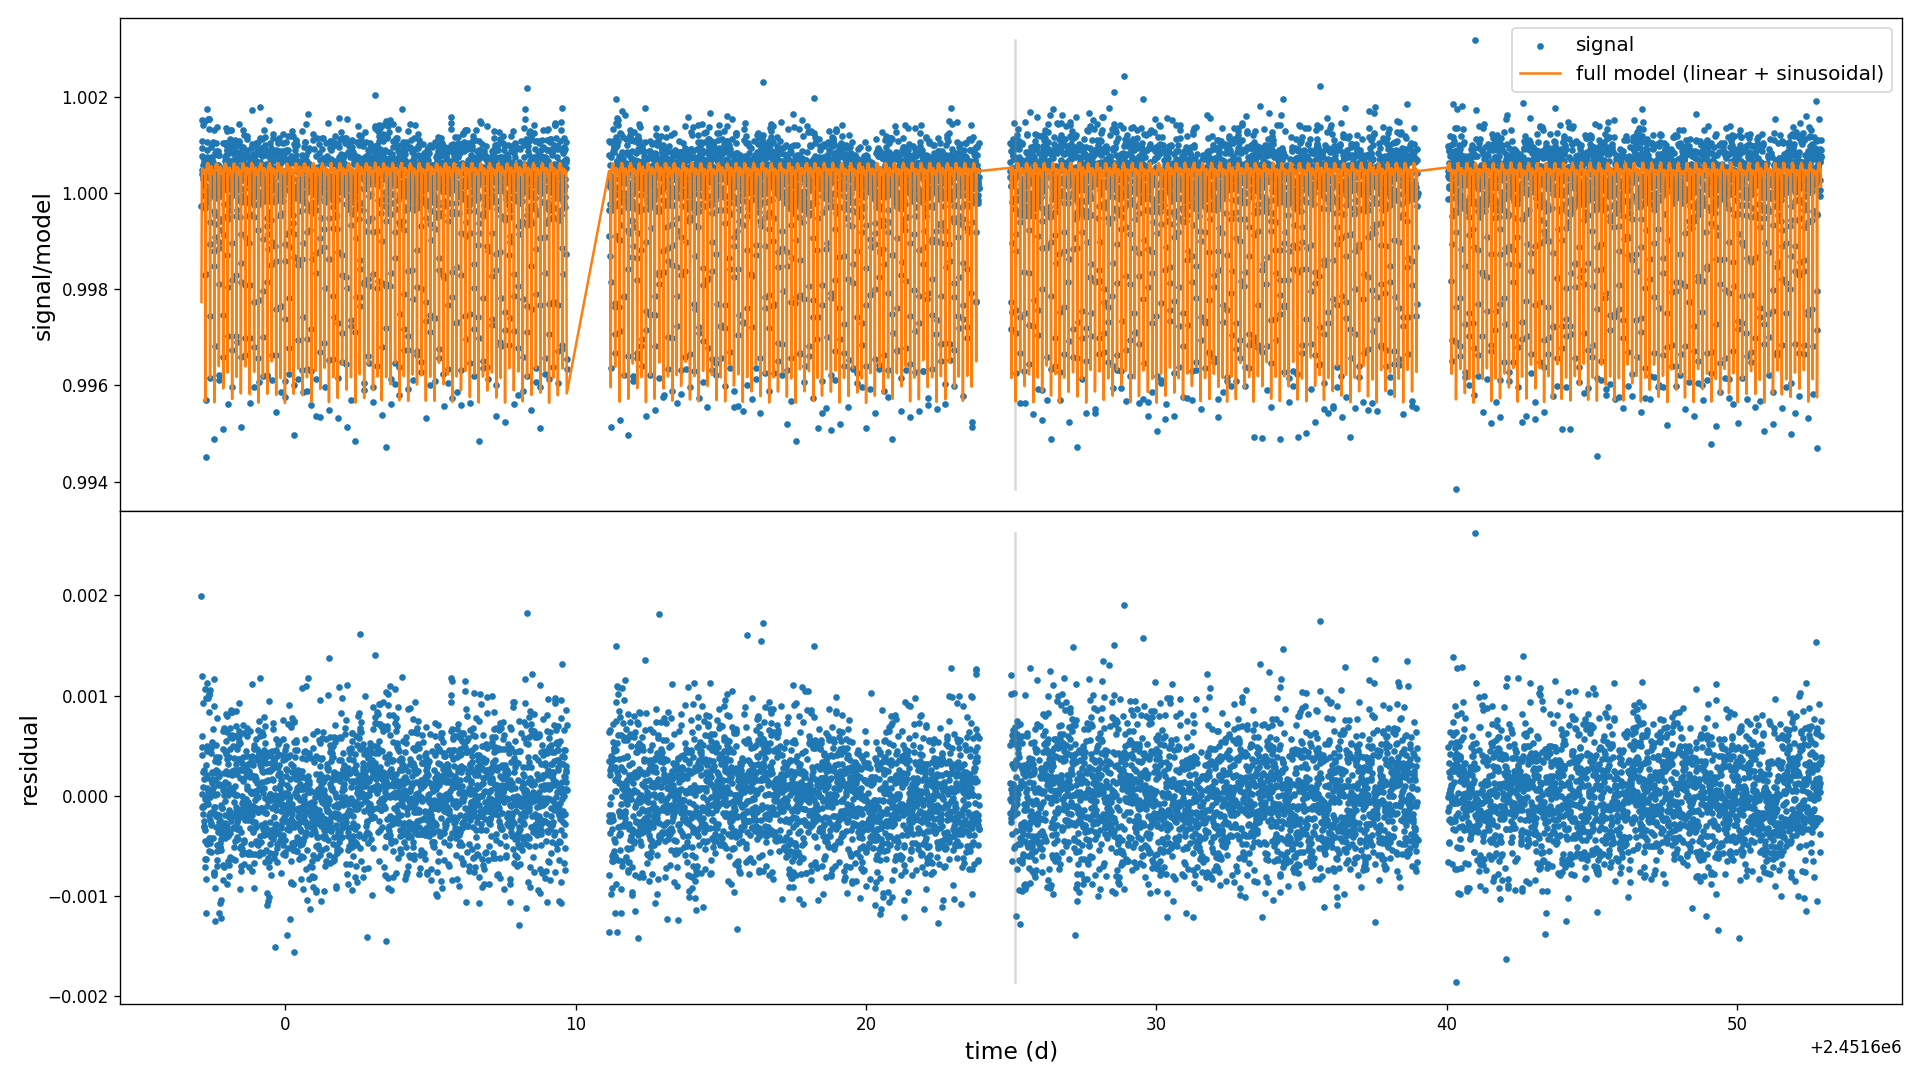 signal
full model (linear + sinusoidal)
1.002
1.000
0.998
0.996
0.994
signal/model
0.002
0.001
0.000
−0.001
−0.002
residual
0
10
20
30
40
50
time (d)
+2.4516e6